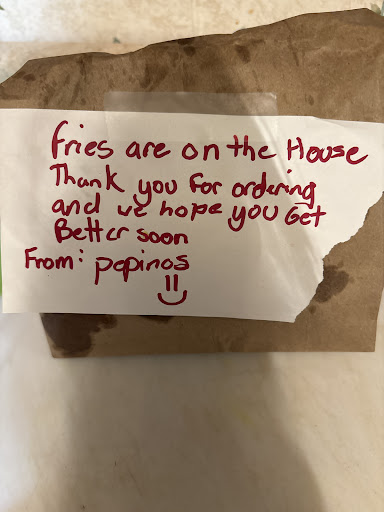 Fries are on the House
Thank you for ordering
and we hope you Get
Better soon
From: pepinos